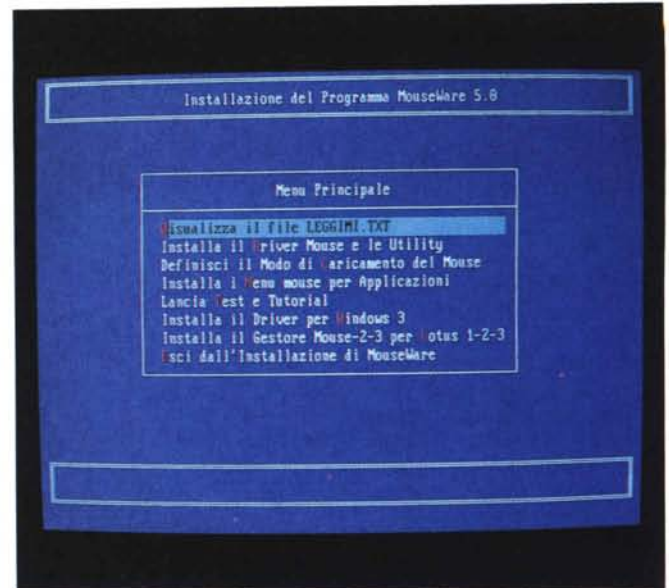 Installazione del Programma MouseWare 5.0
Menu Principale
Visualizza il file LEGGIMI.TXT
Installa il Driver Mouse e le Utility
Definisci il Modo di Caricamento del Mouse
Installa i Menu mouse per Applicazioni
Lancia Test e Tutorial
Installa il Driver per Windows 3
Installa il Gestore Mouse-2-3 per Lotus 1-2-3
Esci dall'Installazione di MouseWare